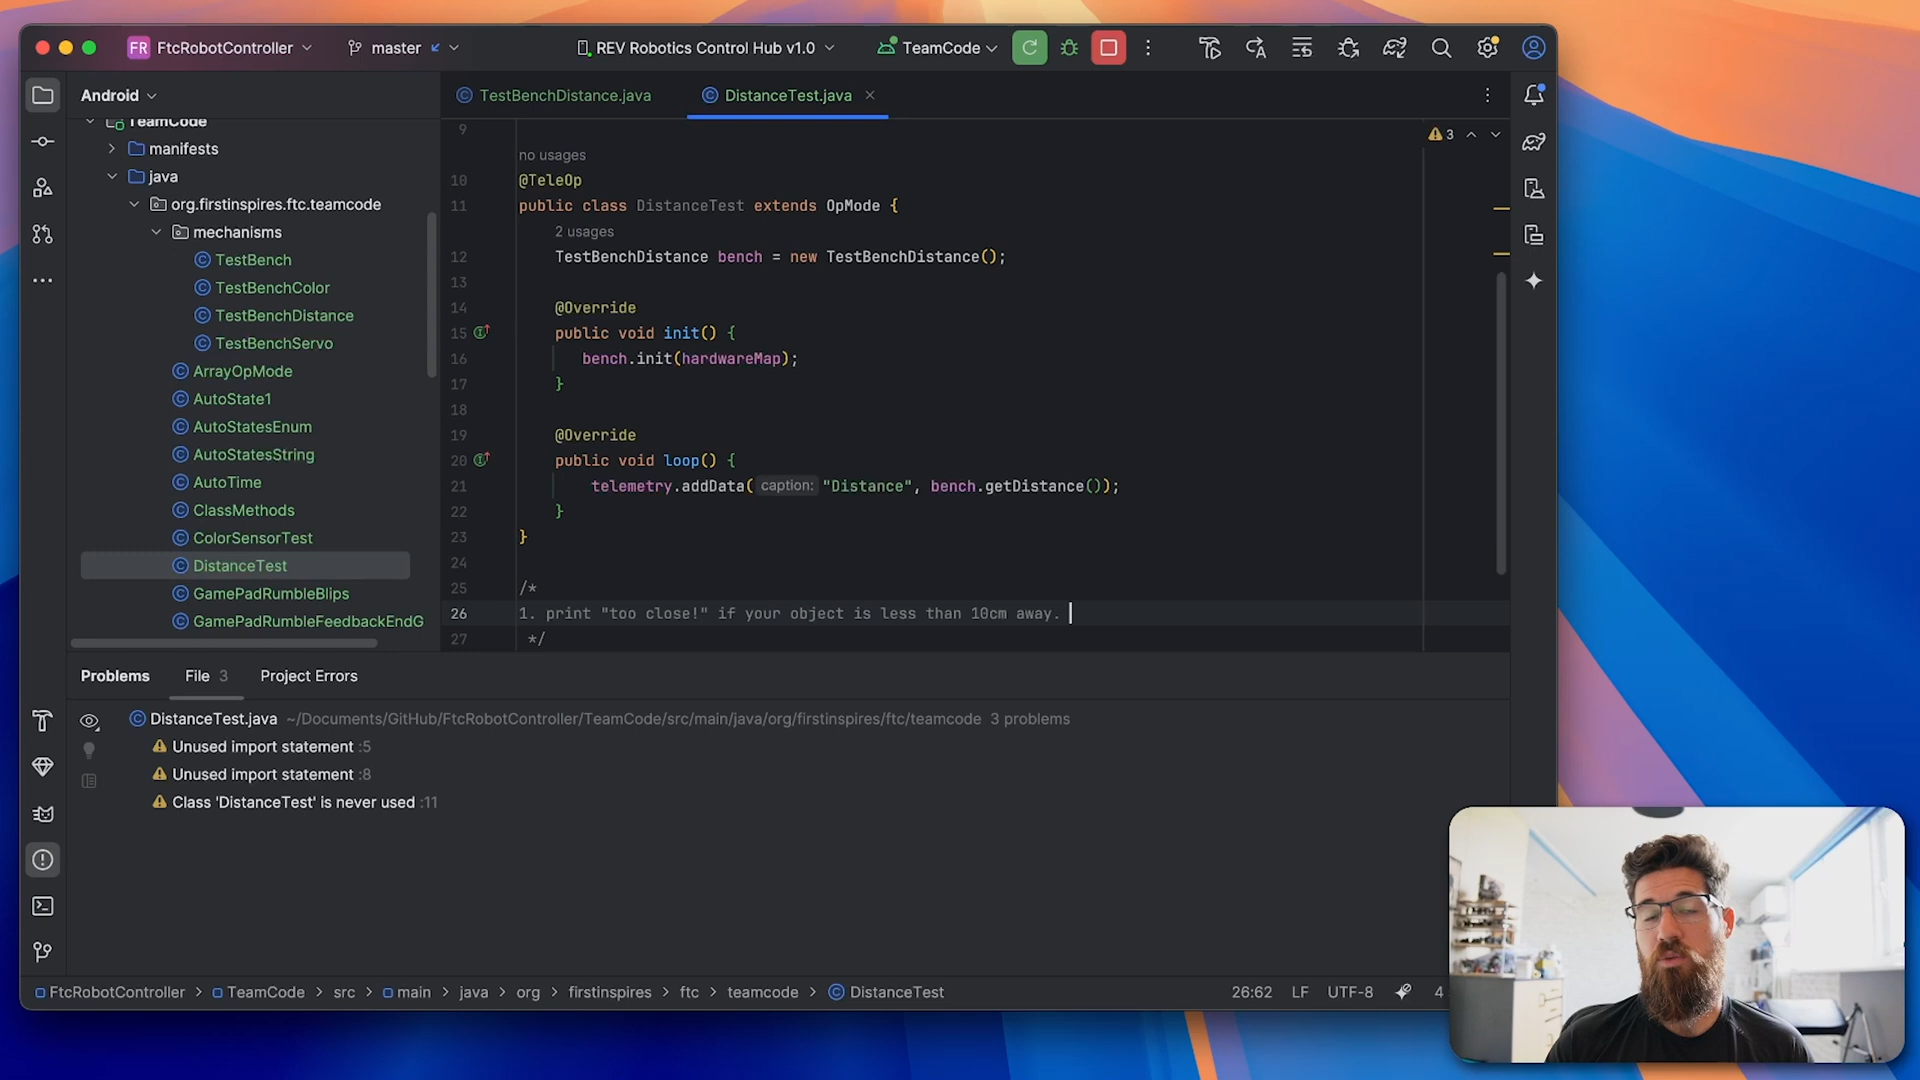 FR FtcRobotController master REV Robotics Control Hub v1.0 TeamCode
Android
TestBenchDistance.java
DistanceTest.java
TeamCode
manifests
java
org.firstinspires.ftc.teamcode
mechanisms
TestBench
TestBenchColor
TestBenchDistance
TestBenchServo
ArrayOpMode
AutoState1
AutoStatesEnum
AutoStatesString
AutoTime
ClassMethods
ColorSensorTest
DistanceTest
GamePadRumbleBlips
GamePadRumbleFeedbackEndG
3
9
no usages
10 @TeleOp
11 public class DistanceTest extends OpMode {
2 usages
12 TestBenchDistance bench = new TestBenchDistance();
13
14 @Override
15 public void init() {
16 bench.init(hardwareMap);
17 }
18
19 @Override
20 public void loop() {
21 telemetry.addData( caption: "Distance", bench.getDistance());
22 }
23 }
24
25 /*
26 1. print "too close!" if your object is less than 10cm away.
27 */
Problems File 3 Project Errors
DistanceTest.java ~/Documents/GitHub/FtcRobotController/TeamCode/src/main/java/org/firstinspires/ftc/teamcode 3 problems
Unused import statement :5
Unused import statement :8
Class 'DistanceTest' is never used :11
FtcRobotController > TeamCode > src > main > java > org > firstinspires > ftc > teamcode > DistanceTest
26:62 LF UTF-8 4